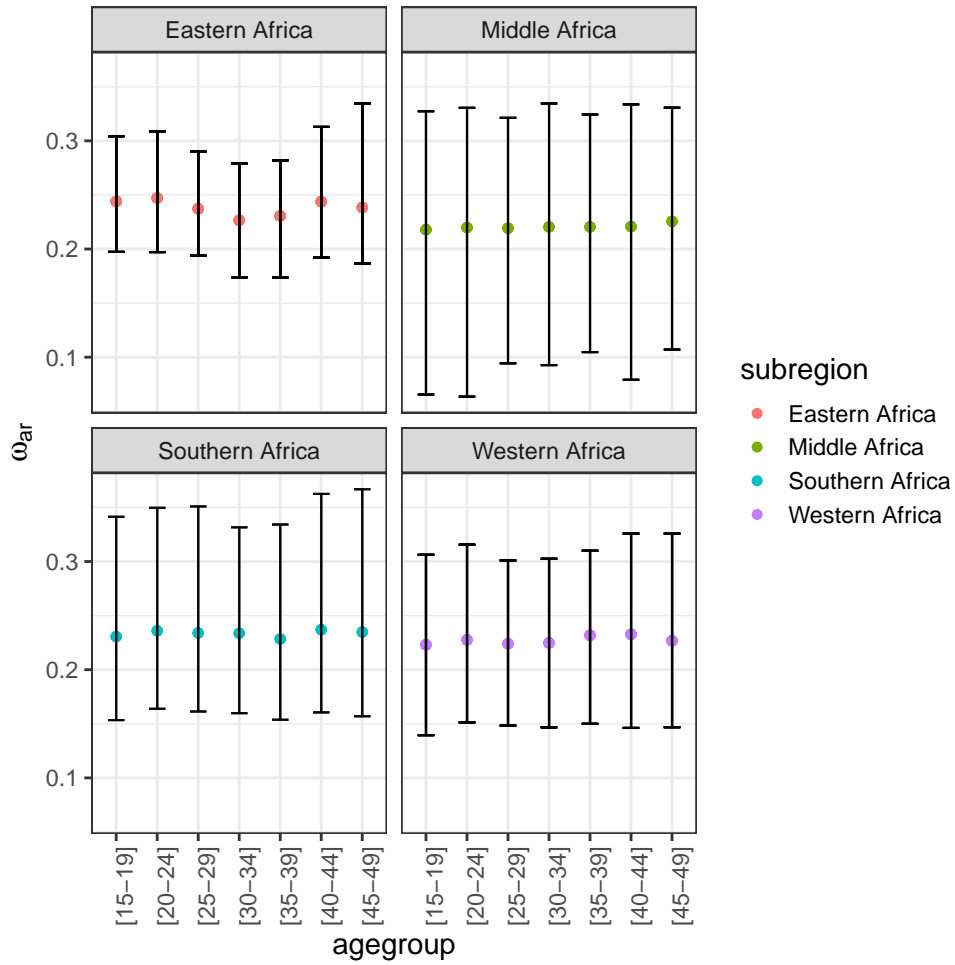 Eastern Africa
Middle Africa
0.3
0.2
0.1
Southern Africa
Western Africa
0.3
0.2
0.1
[15−19]
[20−24]
[25−29]
[30−34]
[35−39]
[40−44]
[45−49]
[15−19]
[20−24]
[25−29]
[30−34]
[35−39]
[40−44]
[45−49]
agegroup
ωar
subregion
Eastern Africa
Middle Africa
Southern Africa
Western Africa